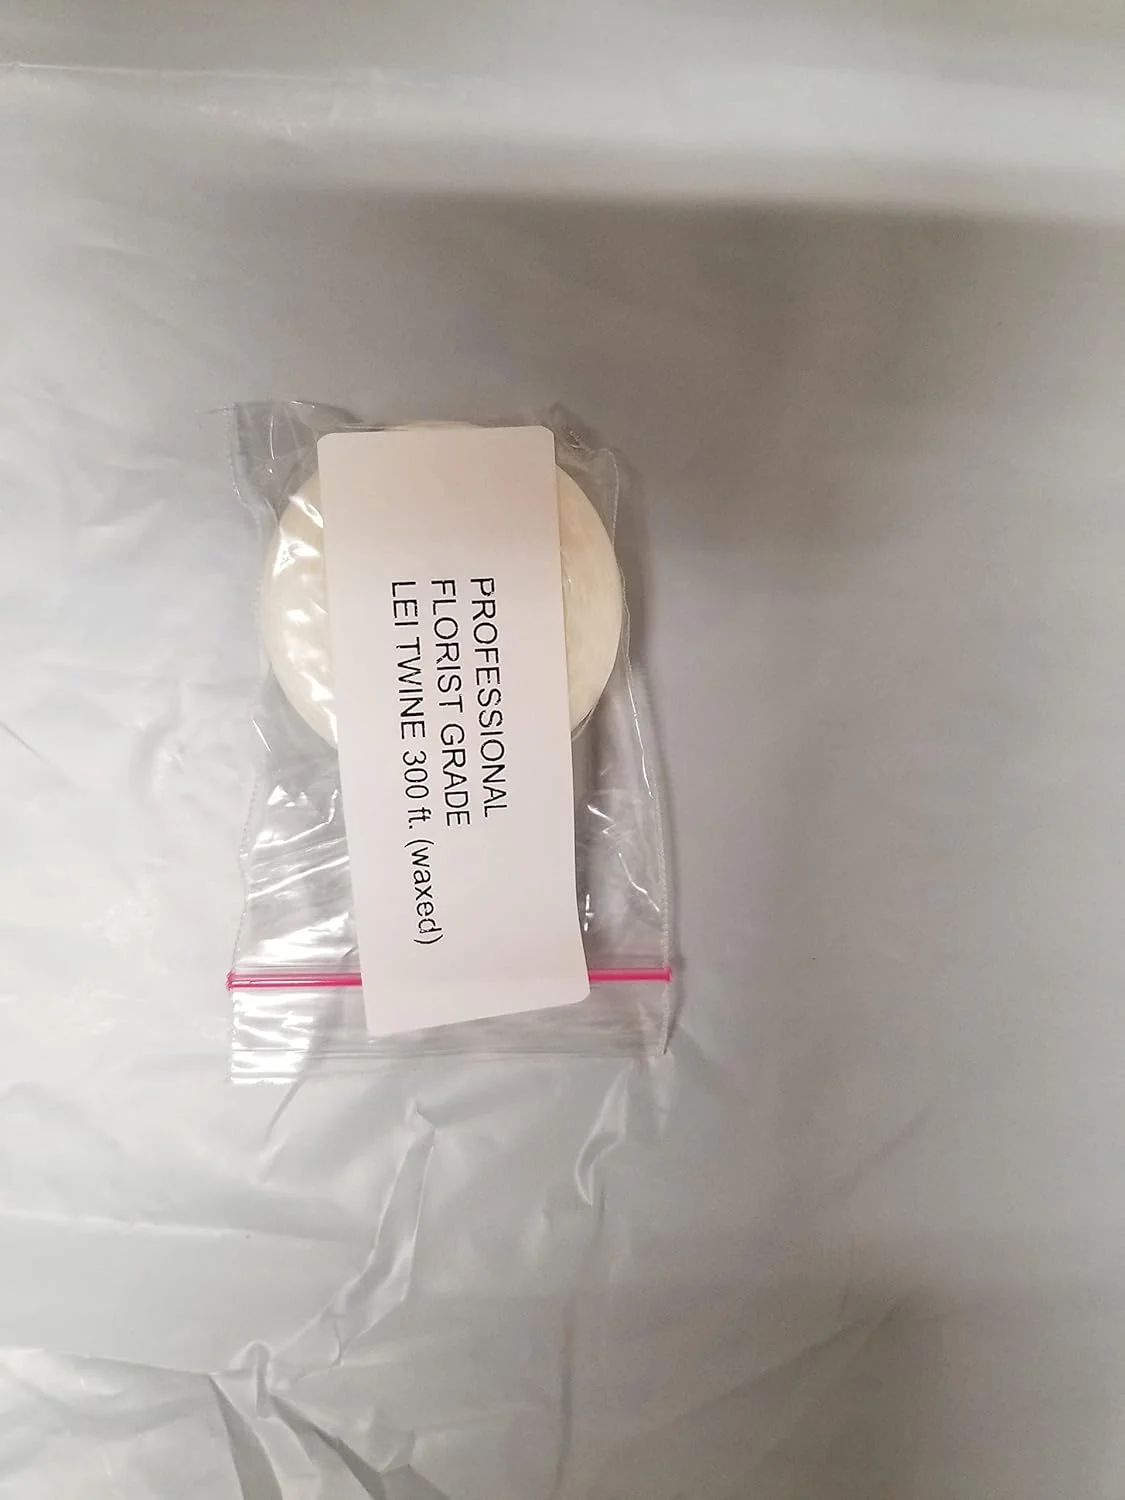 PROFESSIONAL
FLORIST GRADE
LEI TWINE 300 ft. (waxed)